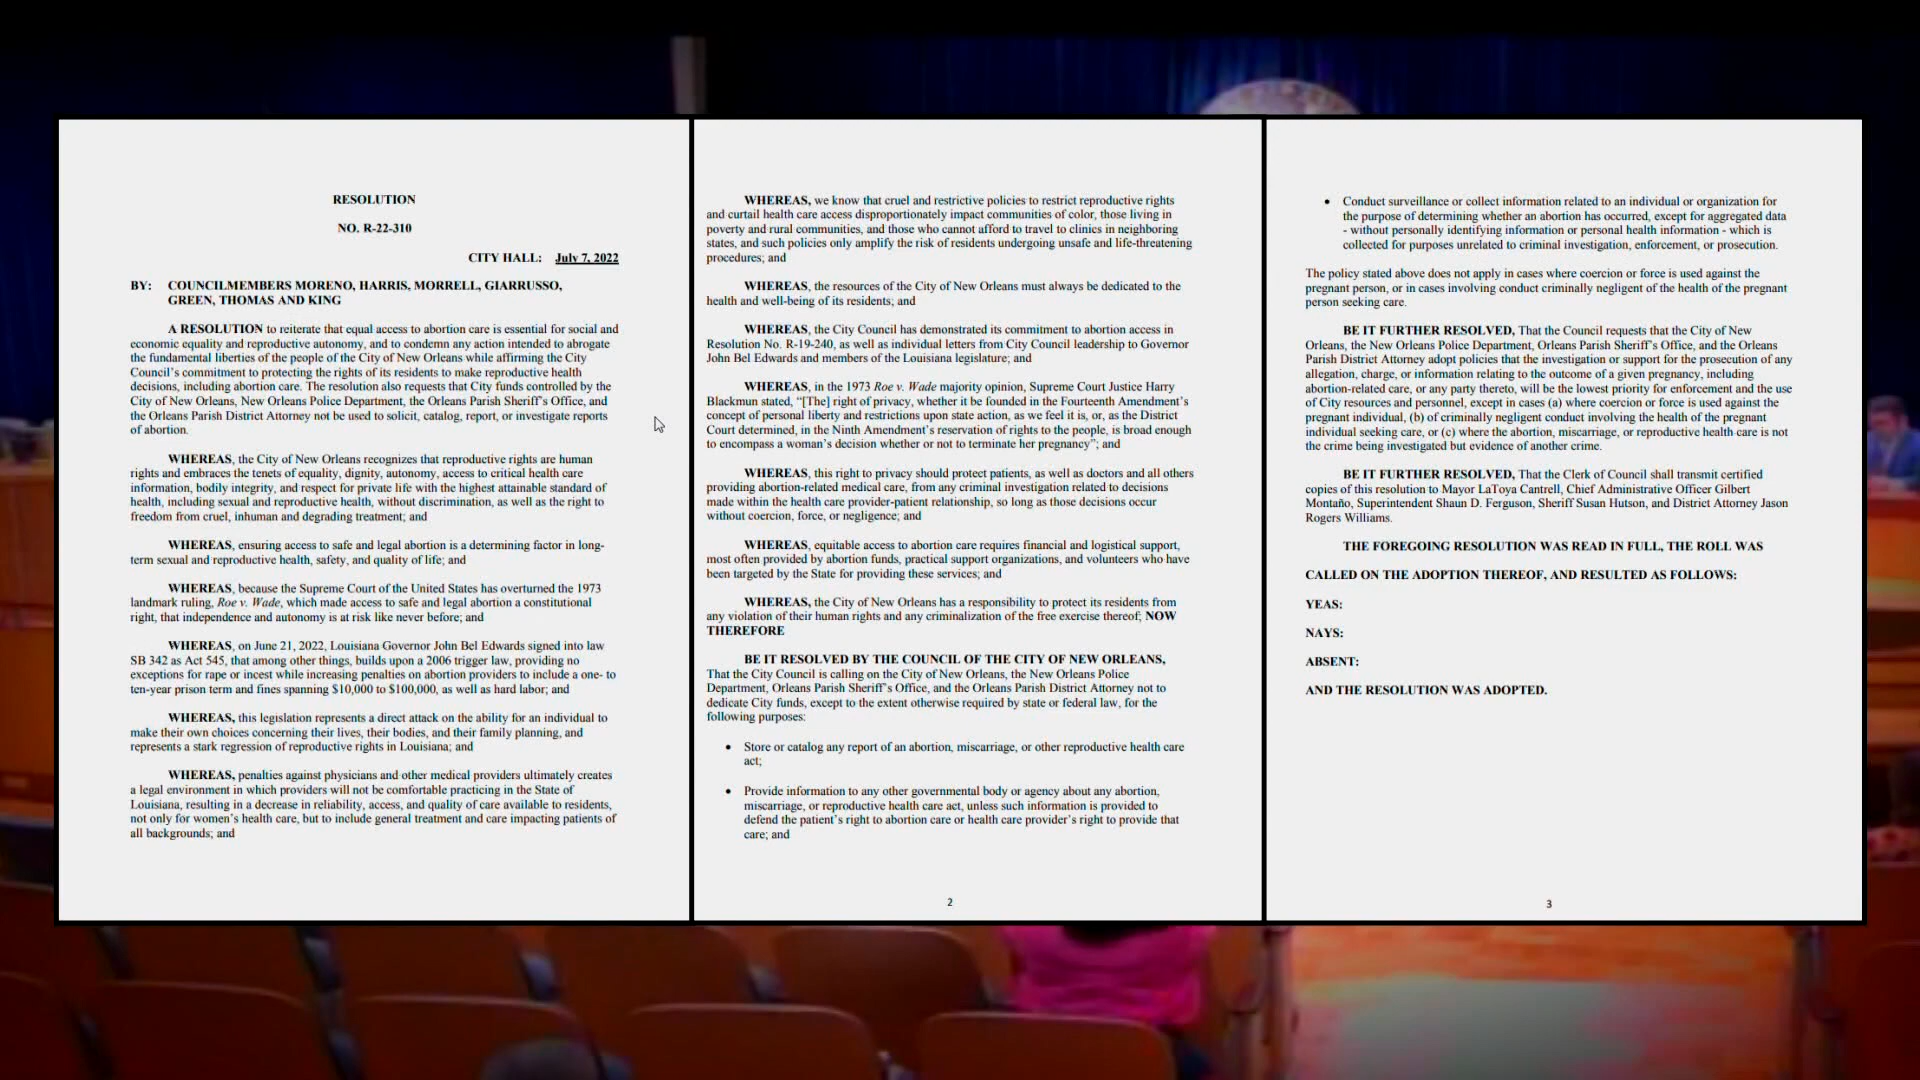 RESOLUTION
NO. R-22-310
CITY HALL: July 7, 2022
BY: COUNCILMEMBERS MORENO, HARRIS, MORRELL, GIARRUSSO,
GREEN, THOMAS AND KING
A RESOLUTION to reiterate that equal access to abortion care is essential for social and
economic equality and reproductive autonomy, and to condemn any action intended to abrogate
the fundamental liberties of the people of the City of New Orleans while affirming the City
Council's commitment to protecting the rights of its residents to make reproductive health
decisions, including abortion care. The resolution also requests that City funds controlled by the
City of New Orleans, New Orleans Police Department, the Orleans Parish Sheriff's Office, and
the Orleans Parish District Attorney not be used to solicit, catalog, report, or investigate reports
of abortion.
WHEREAS, the City of New Orleans recognizes that reproductive rights are human
rights and embraces the tenets of equality, dignity, autonomy, access to critical health care
information, bodily integrity, and respect for private life with the highest attainable standard of
health, including sexual and reproductive health, without discrimination, as well as the right to
freedom from cruel, inhuman and degrading treatment; and
WHEREAS, ensuring access to safe and legal abortion is a determining factor in long-
term sexual and reproductive health, safety, and quality of life; and
WHEREAS, because the Supreme Court of the United States has overturned the 1973
landmark ruling, Roe v. Wade, which made access to safe and legal abortion a constitutional
right, that independence and autonomy is at risk like never before; and
WHEREAS, on June 21, 2022, Louisiana Governor John Bel Edwards signed into law
SB 342 as Act 545, that among other things, builds upon a 2006 trigger law, providing no
exceptions for rape or incest while increasing penalties on abortion providers to include a one- to
ten-year prison term and fines spanning $10,000 to $100,000, as well as hard labor; and
WHEREAS, this legislation represents a direct attack on the ability for an individual to
make their own choices concerning their lives, their bodies, and their family planning, and
represents a stark regression of reproductive rights in Louisiana; and
WHEREAS, penalties against physicians and other medical providers ultimately creates
a legal environment in which providers will not be comfortable practicing in the State of
Louisiana, resulting in a decrease in reliability, access, and quality of care available to residents,
not only for women's health care, but to include general treatment and care impacting patients of
all backgrounds; and
WHEREAS, we know that cruel and restrictive policies to restrict reproductive rights
and curtail health care access disproportionately impact communities of color, those living in
poverty and rural communities, and those who cannot afford to travel to clinics in neighboring
states, and such policies only amplify the risk of residents undergoing unsafe and life-threatening
procedures; and
WHEREAS, the resources of the City of New Orleans must always be dedicated to the
health and well-being of its residents; and
WHEREAS, the City Council has demonstrated its commitment to abortion access in
Resolution No. R-19-240, as well as individual letters from City Council leadership to Governor
John Bel Edwards and members of the Louisiana legislature; and
WHEREAS, in the 1973 Roe v. Wade majority opinion, Supreme Court Justice Harry
Blackmun stated, “[The] right of privacy, whether it be founded in the Fourteenth Amendment's
concept of personal liberty and restrictions upon state action, as we feel it is, or, as the District
Court determined, in the Ninth Amendment's reservation of rights to the people, is broad enough
to encompass a woman's decision whether or not to terminate her pregnancy”; and
WHEREAS, this right to privacy should protect patients, as well as doctors and all others
providing abortion-related medical care, from any criminal investigation related to decisions
made within the health care provider-patient relationship, so long as those decisions occur
without coercion, force, or negligence; and
WHEREAS, equitable access to abortion care requires financial and logistical support,
most often provided by abortion funds, practical support organizations, and volunteers who have
been targeted by the State for providing these services; and
WHEREAS, the City of New Orleans has a responsibility to protect its residents from
any violation of their human rights and any criminalization of the free exercise thereof; NOW
THEREFORE
BE IT RESOLVED BY THE COUNCIL OF THE CITY OF NEW ORLEANS,
That the City Council is calling on the City of New Orleans, the New Orleans Police
Department, Orleans Parish Sheriff's Office, and the Orleans Parish District Attorney not to
dedicate City funds, except to the extent otherwise required by state or federal law, for the
following purposes:
• Store or catalog any report of an abortion, miscarriage, or other reproductive health care
act;
• Provide information to any other governmental body or agency about any abortion,
miscarriage, or reproductive health care act, unless such information is provided to
defend the patient's right to abortion care or health care provider's right to provide that
care; and
2
• Conduct surveillance or collect information related to an individual or organization for
the purpose of determining whether an abortion has occurred, except for aggregated data
- without personally identifying information or personal health information - which is
collected for purposes unrelated to criminal investigation, enforcement, or prosecution.
The policy stated above does not apply in cases where coercion or force is used against the
pregnant person, or in cases involving conduct criminally negligent of the health of the pregnant
person seeking care.
BE IT FURTHER RESOLVED, That the Council requests that the City of New
Orleans, the New Orleans Police Department, Orleans Parish Sheriff's Office, and the Orleans
Parish District Attorney adopt policies that the investigation or support for the prosecution of any
allegation, charge, or information relating to the outcome of a given pregnancy, including
abortion-related care, or any party thereto, will be the lowest priority for enforcement and the use
of City resources and personnel, except in cases (a) where coercion or force is used against the
pregnant individual, (b) of criminally negligent conduct involving the health of the pregnant
individual seeking care, or (c) where the abortion, miscarriage, or reproductive health care is not
the crime being investigated but evidence of another crime.
BE IT FURTHER RESOLVED, That the Clerk of Council shall transmit certified
copies of this resolution to Mayor LaToya Cantrell, Chief Administrative Officer Gilbert
Montaño, Superintendent Shaun D. Ferguson, Sheriff Susan Hutson, and District Attorney Jason
Rogers Williams.
THE FOREGOING RESOLUTION WAS READ IN FULL, THE ROLL WAS
CALLED ON THE ADOPTION THEREOF, AND RESULTED AS FOLLOWS:
YEAS:
NAYS:
ABSENT:
AND THE RESOLUTION WAS ADOPTED.
3